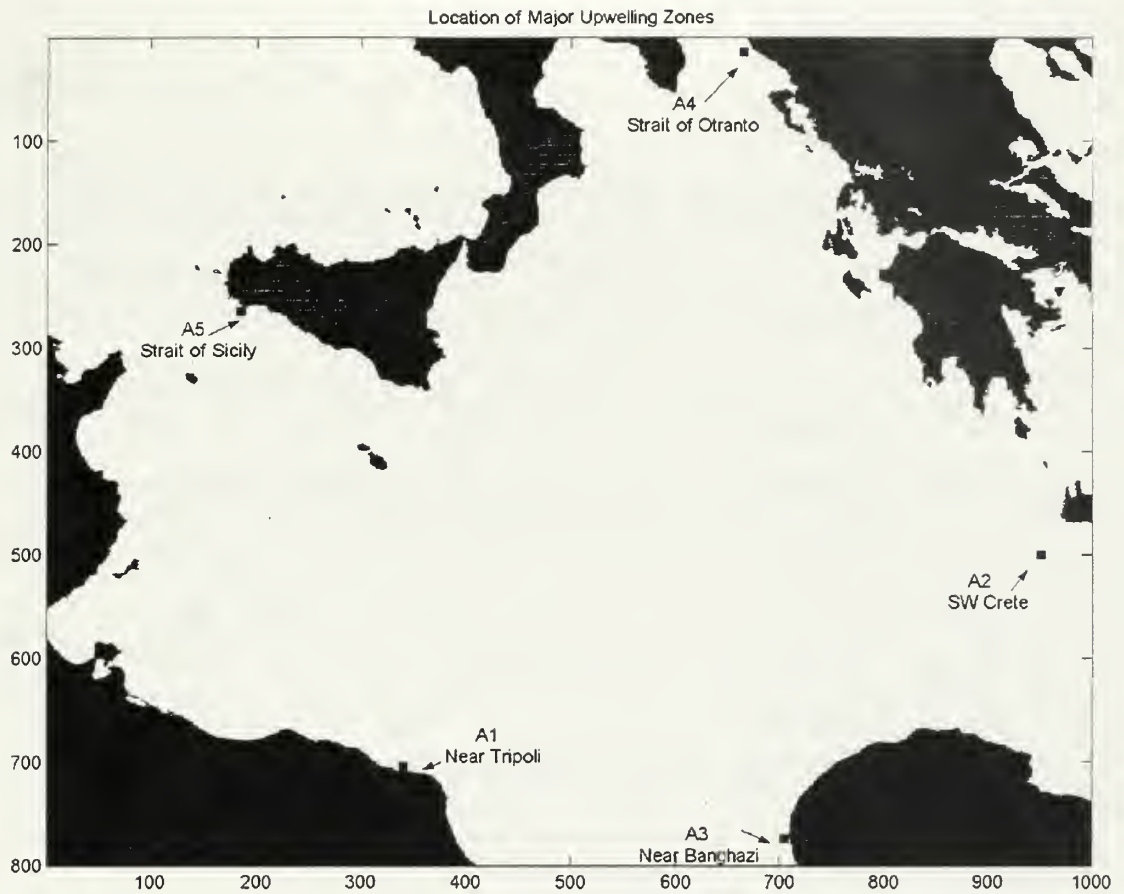 Location of Major Upwelling Zones
A4
Strait of Otranto
100
200
A5
Strait of Sicily
300
400
500
A2
SW Crete
600
A1
Near Tripoli
700
A3
Near Banghazi
800
100 200 300 400 500 600 700 800 900 1000